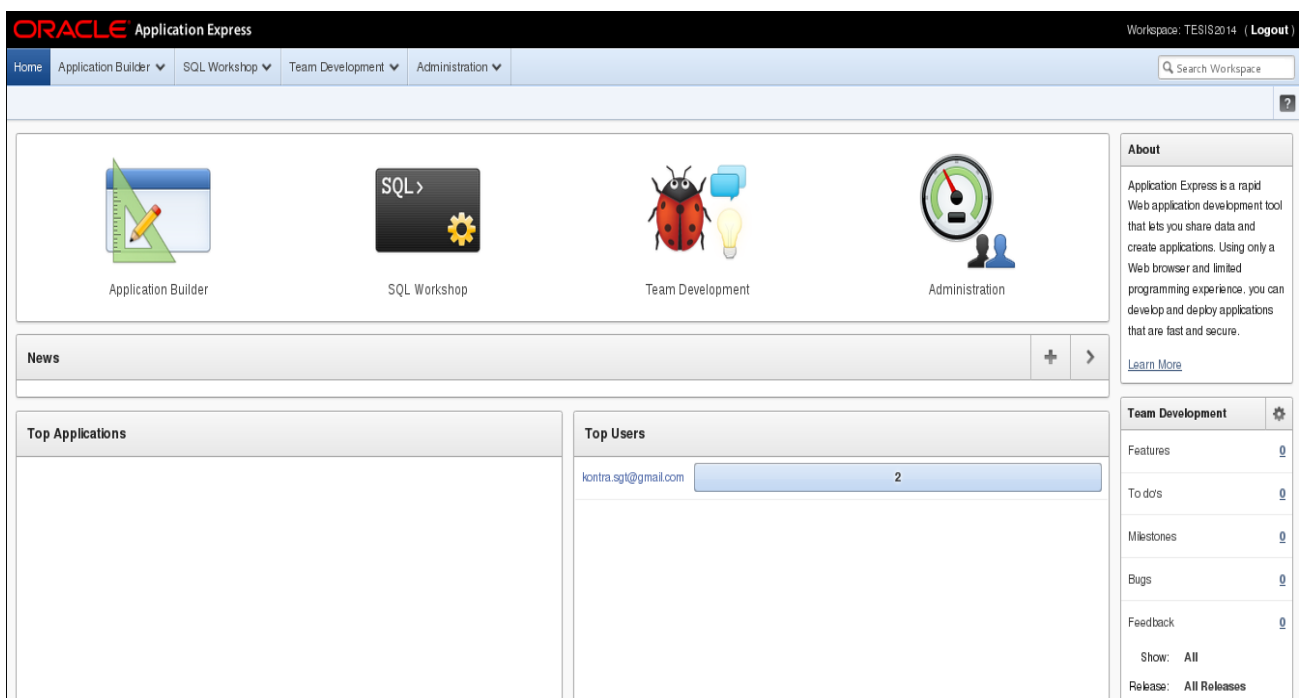 ORACLE Application Express
Workspace: TESIS2014 ( Logout )
Home Application Builder SQL Workshop Team Development Administration
Search Workspace
?
SQL>
Application Builder
SQL Workshop
Team Development
Administration
News
Top Applications
Top Users
kontra.sgt@gmail.com 2
About
Application Express is a rapid
Web application development tool
that lets you share data and
create applications. Using only a
Web browser and limited
programming experience, you can
develop and deploy applications
that are fast and secure.
Learn More
Team Development
Features 0
To do's 0
Milestones 0
Bugs 0
Feedback 0
Show: All
Release: All Releases